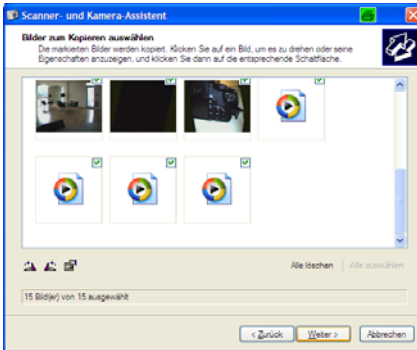 Scanner- und Kamera-Assistent
Bilder zum Kopieren auswählen
Die markierten Bilder werden kopiert. Klicken Sie auf ein Bild, um es zu drehen oder seine
Eigenschaften anzuzeigen, und klicken Sie dann auf die entsprechende Schaltfläche.
Alle löschen Alle auswählen
15 Bild(er) von 15 ausgewählt
< Zurück Weiter > Abbrechen